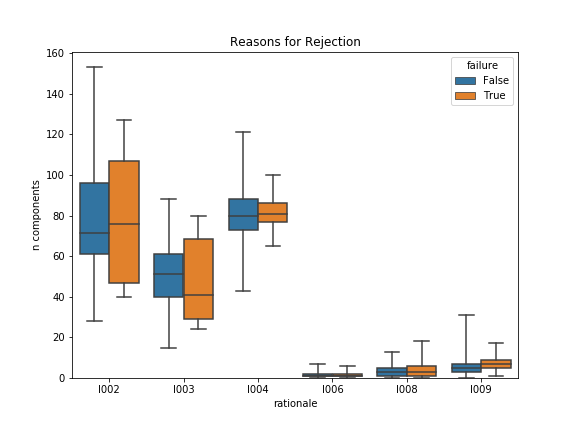 Reasons for Rejection
failure
False
True
n components
160
140
120
100
80
60
40
20
0
I002 I003 I004 I006 I008 I009
rationale